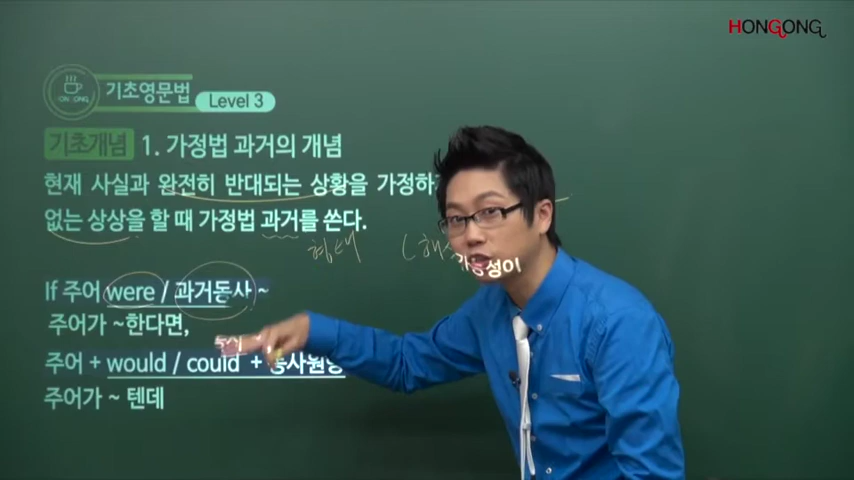 HONGONG
기초영문법 Level 3
기초개념 1. 가정법 과거의 개념
현재 사실과 완전히 반대되는 상황을 가정하
가능성이
없는 상상을 할 때 가정법 과거를 쓴다.
형태 (해
If 주어 were / 과거동사 ~
주어가 ~한다면,
주어 + would / could + 동사원형
주어가 ~ 텐데